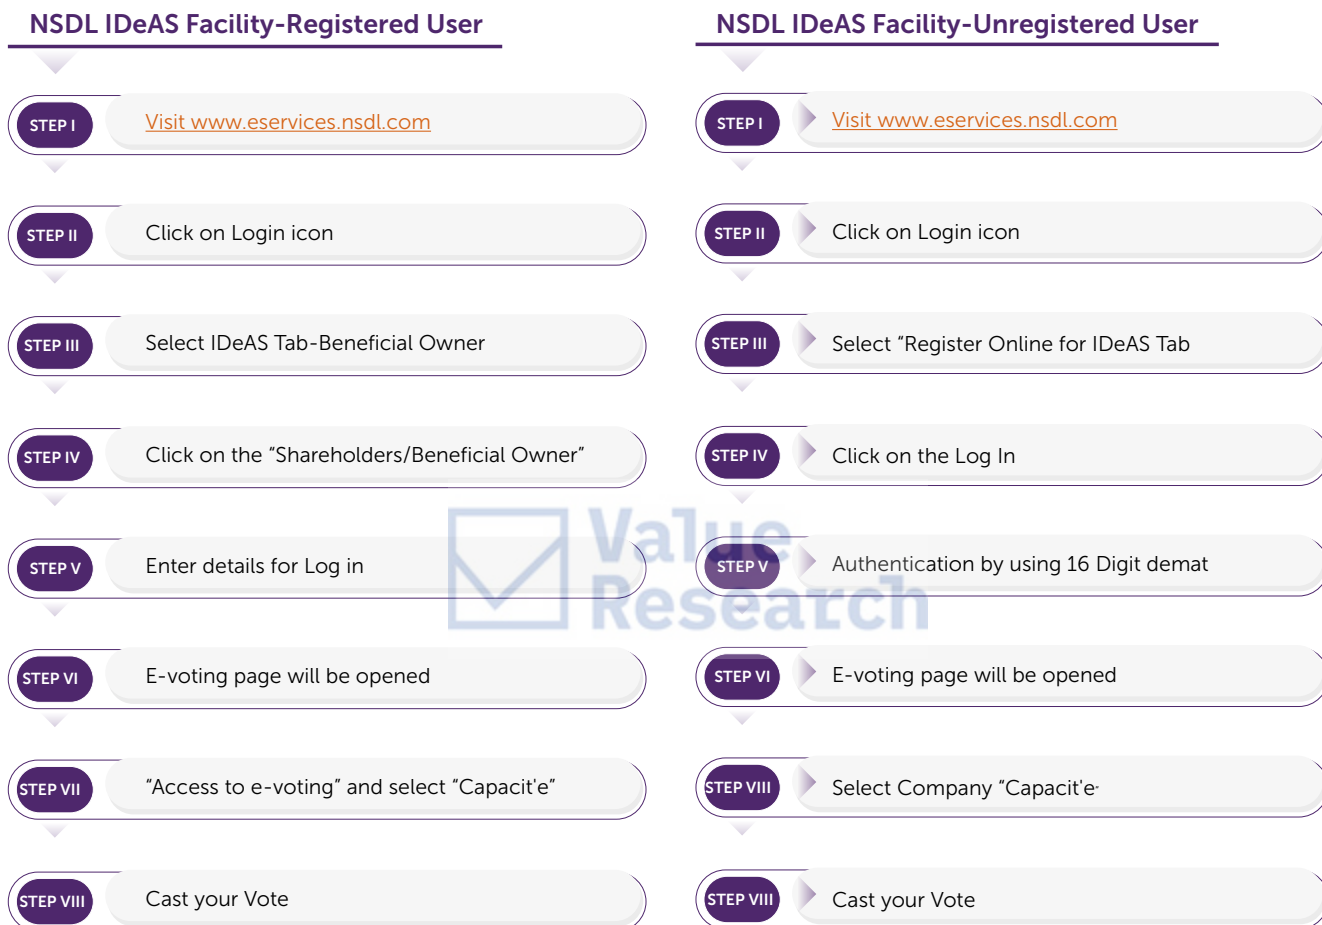 NSDL IDeAS Facility-Registered User
STEP I
Visit www.eservices.nsdl.com
STEP II
Click on Login icon
STEP III
Select IDeAS Tab-Beneficial Owner
STEP IV
Click on the “Shareholders/Beneficial Owner”
STEP V
Enter details for Log in
STEP VI
E-voting page will be opened
STEP VII
“Access to e-voting” and select “Capacit'e”
STEP VIII
Cast your Vote
NSDL IDeAS Facility-Unregistered User
STEP I
Visit www.eservices.nsdl.com
STEP II
Click on Login icon
STEP III
Select “Register Online for IDeAS Tab
STEP IV
Click on the Log In
STEP V
Authentication by using 16 Digit demat
STEP VI
E-voting page will be opened
STEP VIII
Select Company “Capacit'e
STEP VIII
Cast your Vote
Value
Research